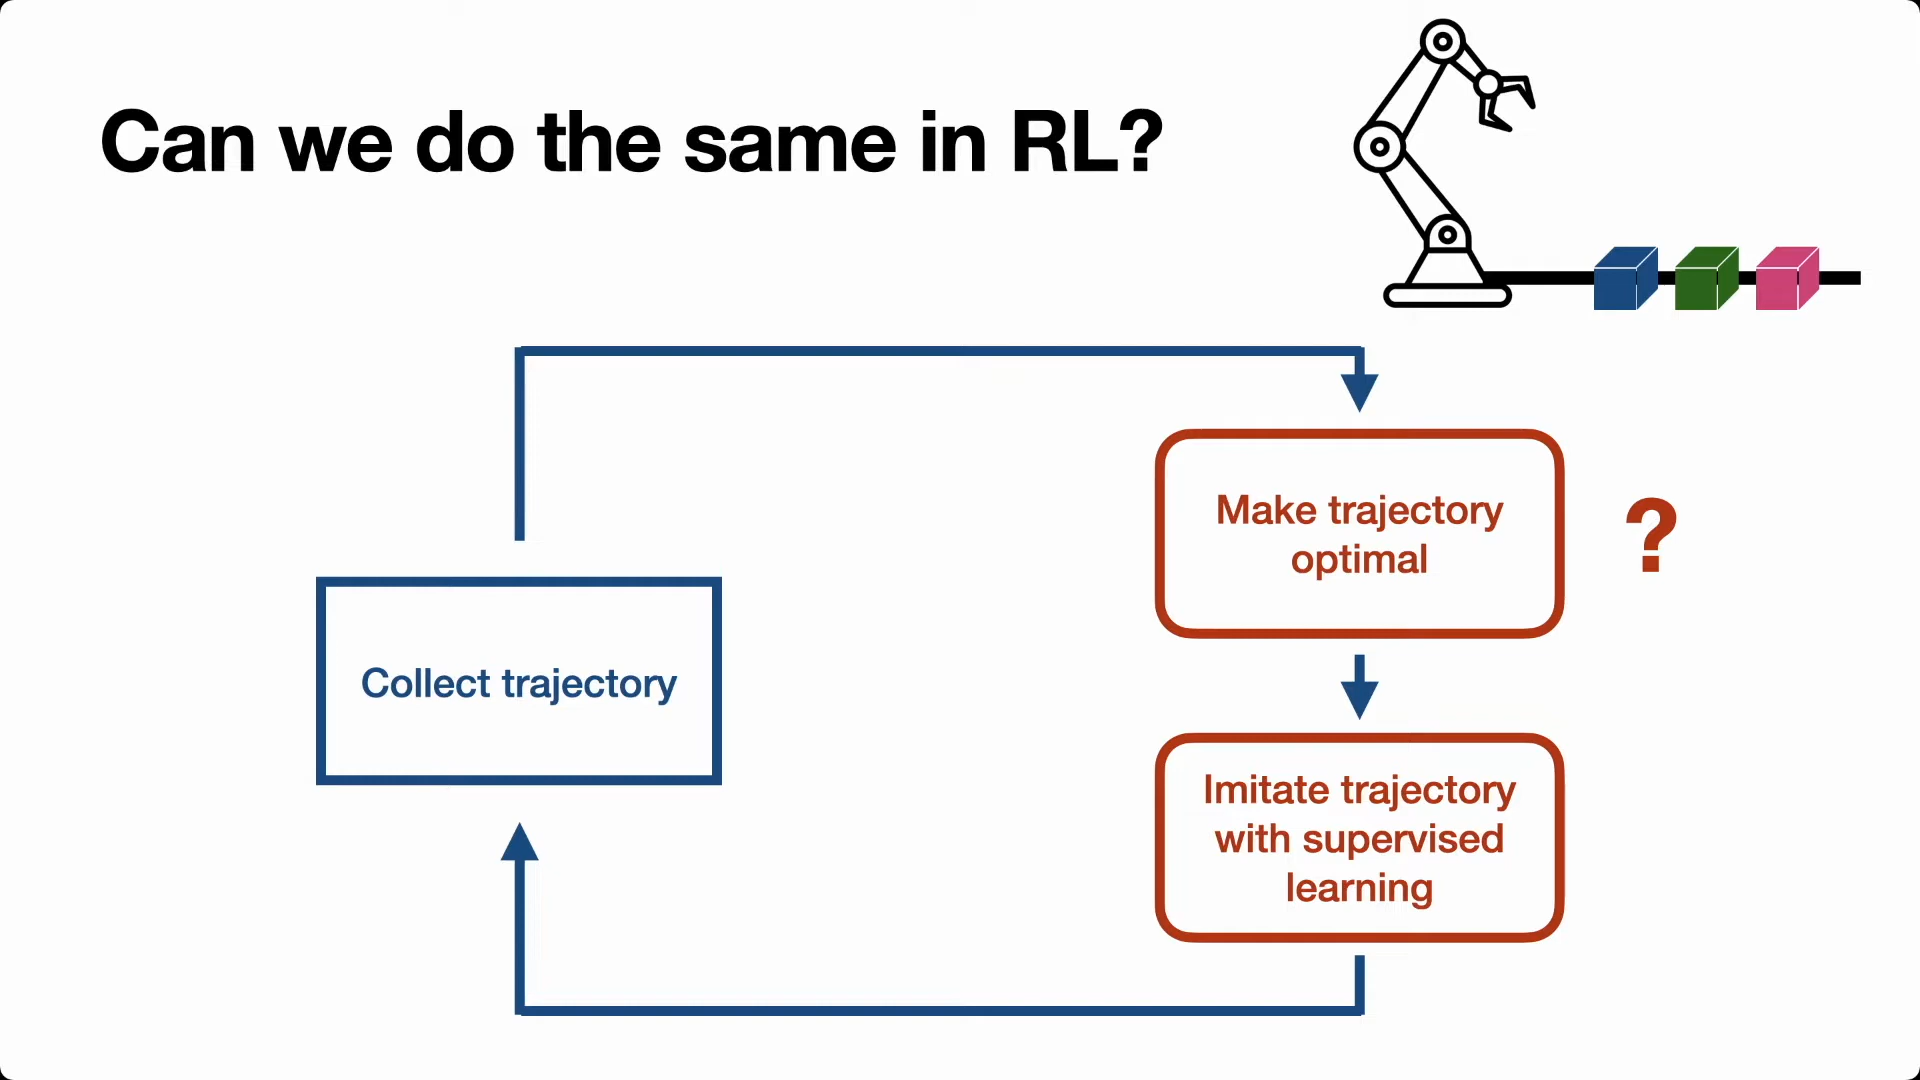 Can we do the same in RL?
Make trajectory
optimal
?
Collect trajectory
Imitate trajectory
with supervised
learning